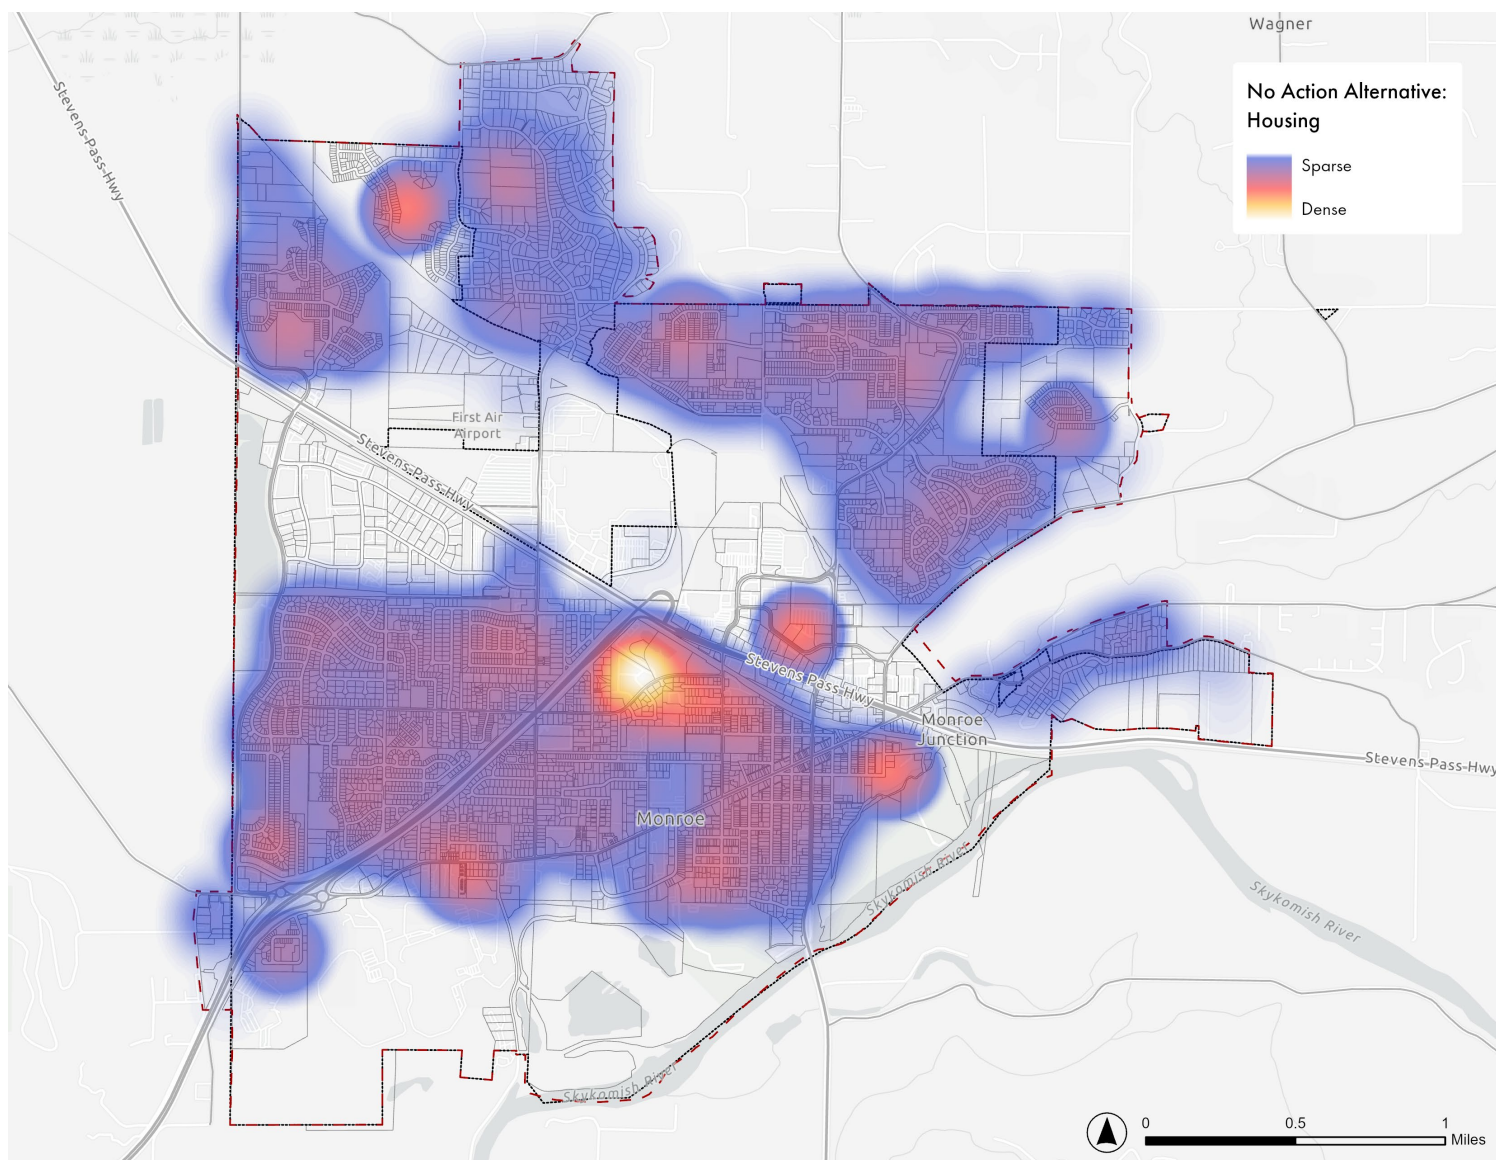 Wagner
No Action Alternative:
Housing
Sparse
Dense
Stevens Pass Hwy
First Air
Airport
Stevens Pass Hwy
Stevens Pass Hwy
Monroe
Junction
Stevens Pass Hwy
Monroe
Skykomish River
Skykomish River
Skykomish River
0 0.5 1
Miles